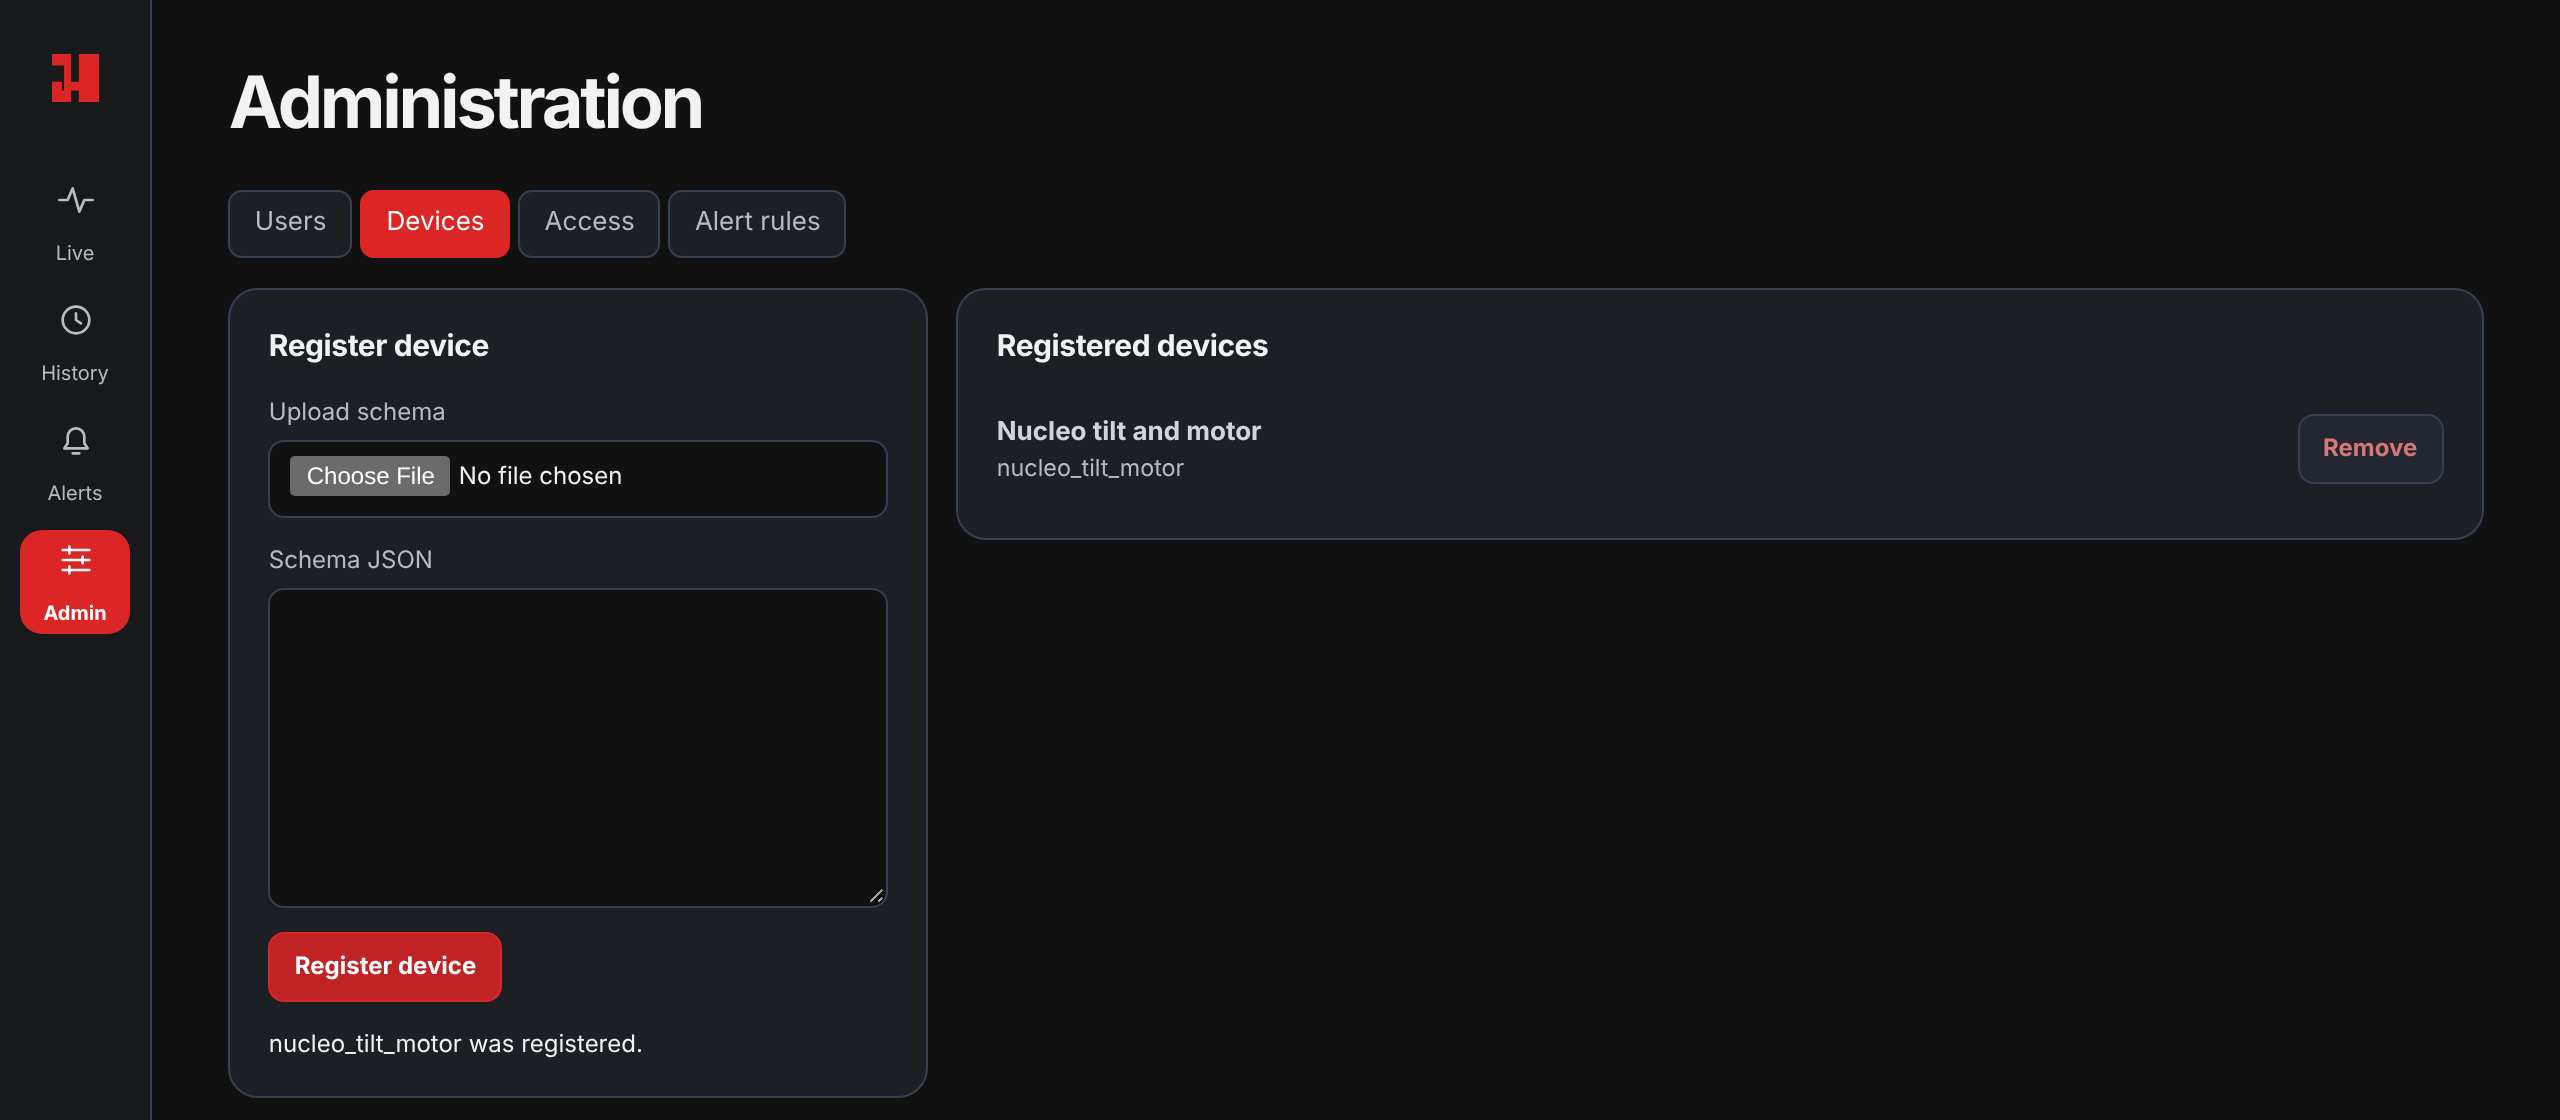 Live
History
Alerts
Admin
Administration
Users
Devices
Access
Alert rules
Register device
Upload schema
Choose File No file chosen
Schema JSON
Register device
nucleo_tilt_motor was registered.
Registered devices
Nucleo tilt and motor
nucleo_tilt_motor
Remove